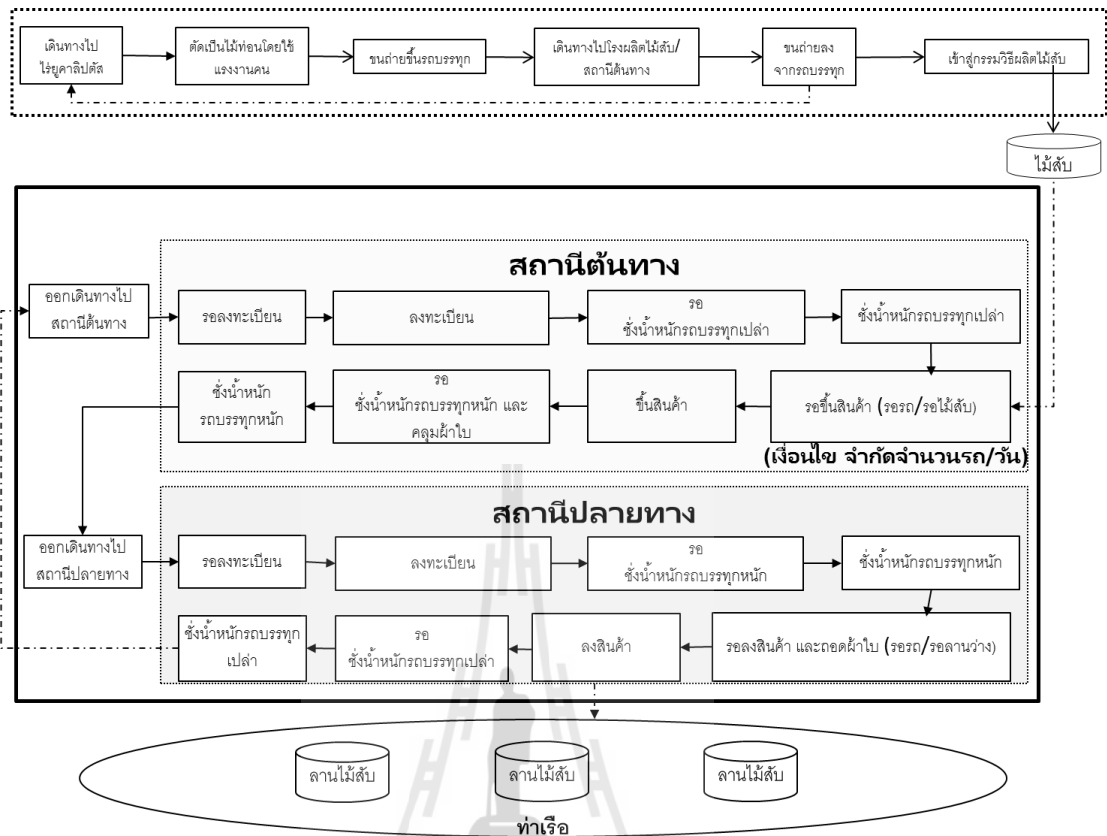 เดินทางไป
ไร่ยูคาลิปตัส
ตัดเป็นไม้ท่อนโดยใช้
แรงงานคน
ขนถ่ายขึ้นรถบรรทุก
เดินทางไปโรงผลิตไม้สับ/
สถานีต้นทาง
ขนถ่ายลง
จากรถบรรทุก
เข้าสู่กรรมวิธีผลิตไม้สับ
ไม้สับ
สถานีต้นทาง
ออกเดินทางไป
สถานีต้นทาง
รอลงทะเบียน
ลงทะเบียน
รอ
ชั่งน้ำหนักรถบรรทุกเปล่า
ชั่งน้ำหนักรถบรรทุกเปล่า
ชั่งน้ำหนัก
รถบรรทุกหนัก
รอ
ชั่งน้ำหนักรถบรรทุกหนัก และ
คลุมผ้าใบ
ขึ้นสินค้า
รอขึ้นสินค้า (รอรถ/รอไม้สับ)
(เงื่อนไข จำกัดจำนวนรถ/วัน)
สถานีปลายทาง
ออกเดินทางไป
สถานีปลายทาง
รอลงทะเบียน
ลงทะเบียน
รอ
ชั่งน้ำหนักรถบรรทุกหนัก
ชั่งน้ำหนักรถบรรทุกหนัก
ชั่งน้ำหนักรถบรรทุก
เปล่า
รอ
ชั่งน้ำหนักรถบรรทุกเปล่า
ลงสินค้า
รอลงสินค้า และถอดผ้าใบ (รอรถ/รอลานว่าง)
ลานไม้สับ
ลานไม้สับ
ลานไม้สับ
ท่าเรือ